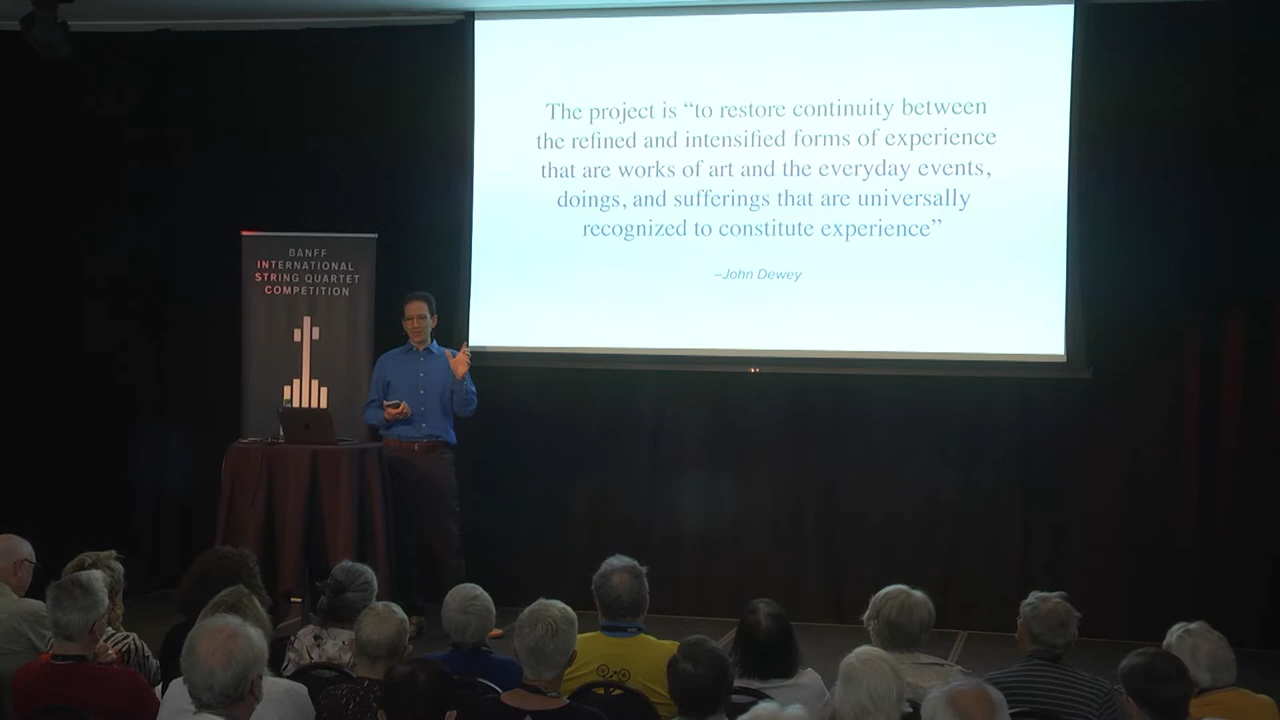 The project is “to restore continuity between
the refined and intensified forms of experience
that are works of art and the everyday events,
doings, and sufferings that are universally
recognized to constitute experience”
–John Dewey
BANFF
INTERNATIONAL
STRING QUARTET
COMPETITION